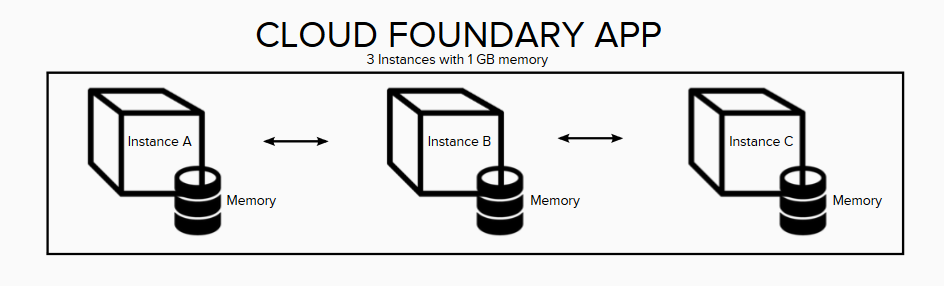 CLOUD FOUNDARY APP
3 Instances with 1 GB memory
Instance A
Instance B
Instance C
Memory
Memory
Memory